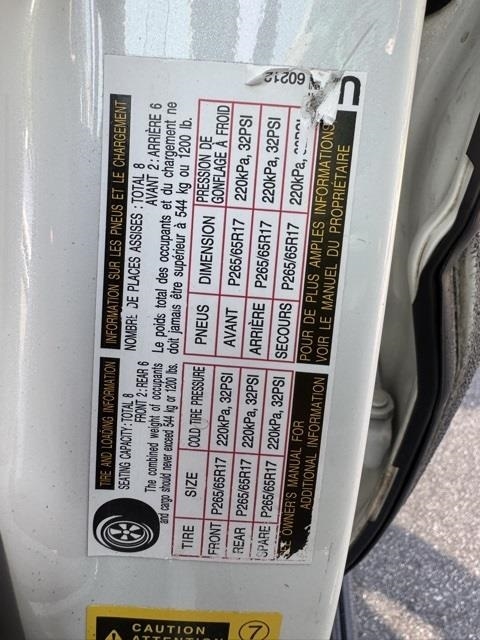 TIRE AND LOADING INFORMATION
SEATING CAPACITY : TOTAL 8
FRONT 2 : REAR 6
The combined weight of occupants
and cargo should never exceed 544 kg or 1200 lbs.
TIRE SIZE COLD TIRE PRESSURE
FRONT P265/65R17 220kPa, 32PSI
REAR P265/65R17 220kPa, 32PSI
SPARE P265/65R17 220kPa, 32PSI
OWNER'S MANUAL FOR
ADDITIONAL INFORMATION
INFORMATION SUR LES PNEUS ET LE CHARGEMENT
NOMBRE DE PLACES ASSISES : TOTAL 8
AVANT 2 : ARRIÈRE 6
Le poids total des occupants et du chargement ne
doit jamais être supérieur à 544 kg ou 1200 lb.
PNEUS DIMENSION PRESSION DE
GONFLAGE À FROID
AVANT P265/65R17 220kPa, 32PSI
ARRIÈRE P265/65R17 220kPa, 32PSI
SECOURS P265/65R17 220kPa,
POUR DE PLUS AMPLES INFORMATIONS
VOIR LE MANUEL DU PROPRIÉTAIRE
60212
CAUTION
ATTENTION
7